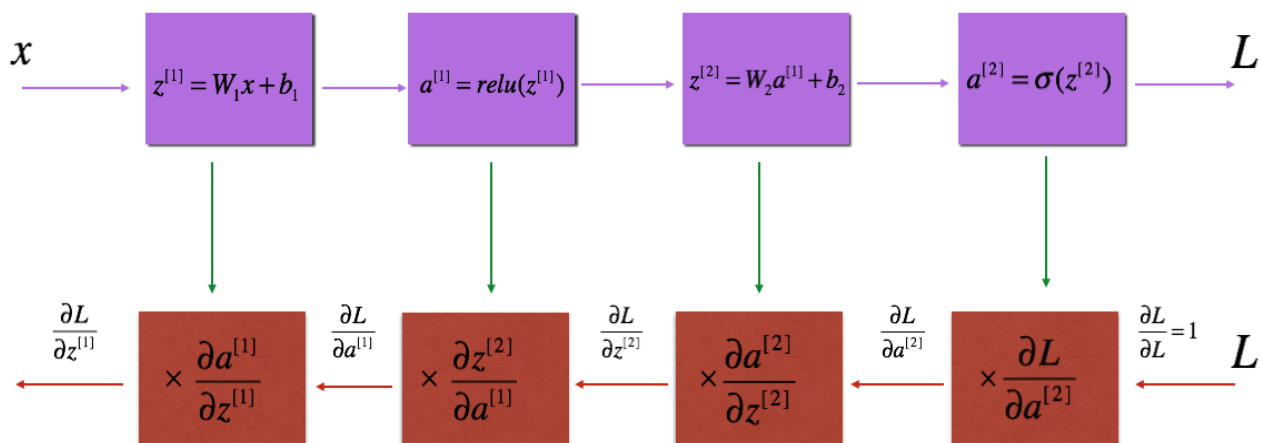 x
z^{[1]} = W_1 x + b_1
a^{[1]} = relu(z^{[1]})
z^{[2]} = W_2 a^{[1]} + b_2
a^{[2]} = σ(z^{[2]})
L
∂L/∂z^{[1]}
× ∂a^{[1]}/∂z^{[1]}
∂L/∂a^{[1]}
× ∂z^{[2]}/∂a^{[1]}
∂L/∂z^{[2]}
× ∂a^{[2]}/∂z^{[2]}
∂L/∂a^{[2]}
× ∂L/∂a^{[2]}
∂L/∂L = 1
L